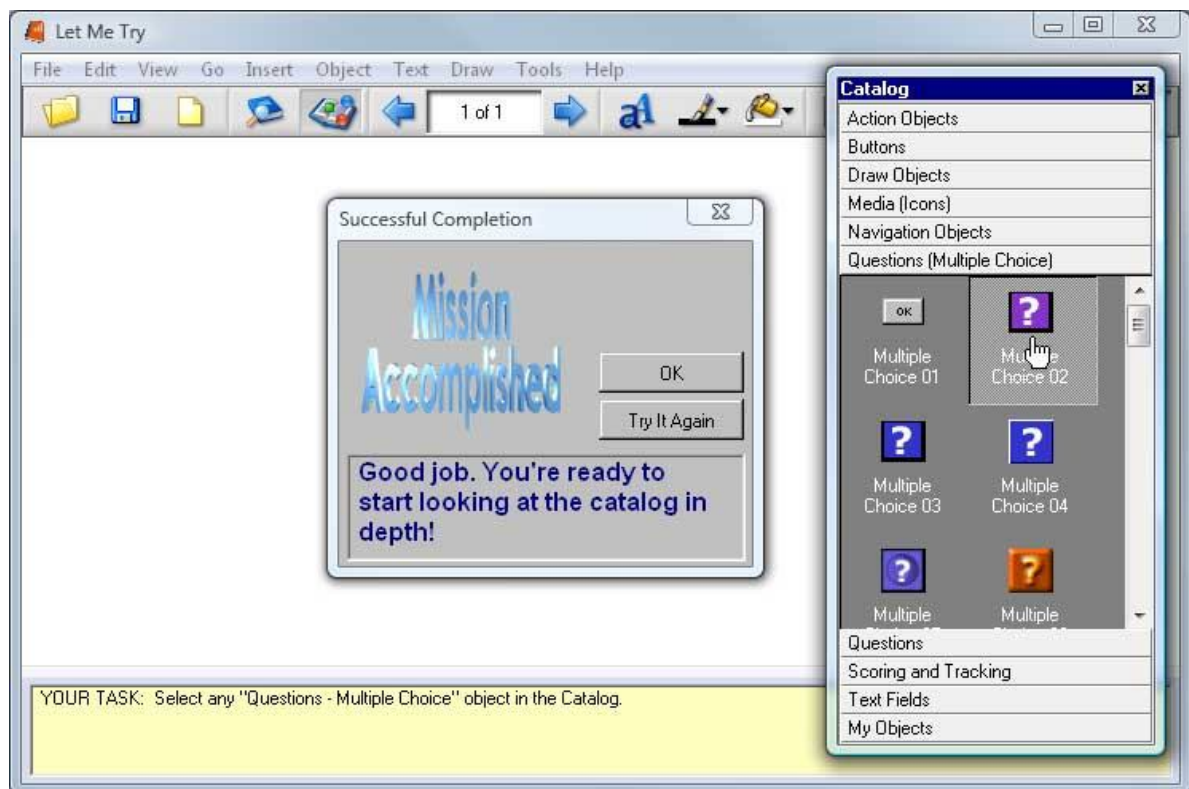 Let Me Try
File Edit View Go Insert Object Text Draw Tools Help
1 of 1
Successful Completion
Mission
Accomplished
OK
Try It Again
Good job. You're ready to
start looking at the catalog in
depth!
YOUR TASK: Select any "Questions - Multiple Choice" object in the Catalog.
Catalog
Action Objects
Buttons
Draw Objects
Media (Icons)
Navigation Objects
Questions (Multiple Choice)
OK
Multiple
Choice 01
Choice 02
Multiple
Choice 03
Multiple
Choice 04
Multiple
Multiple
Questions
Scoring and Tracking
Text Fields
My Objects